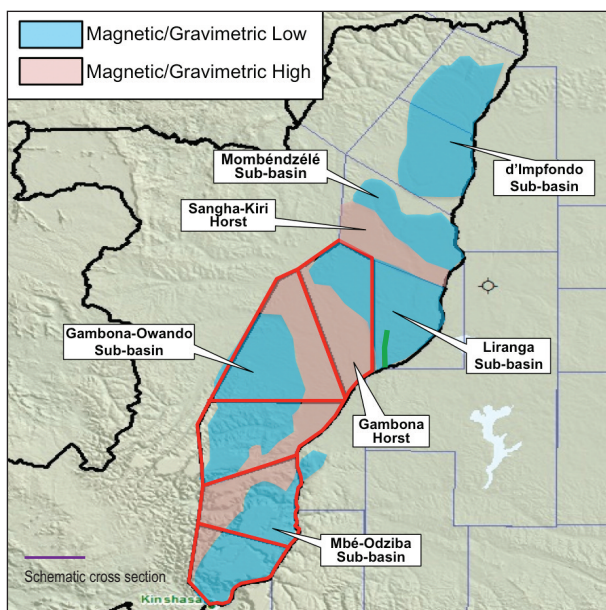 Magnetic/Gravimetric Low
Magnetic/Gravimetric High
Mombéndzélé
Sub-basin
d'Impfondo
Sub-basin
Sangha-Kiri
Horst
Gambona-Owando
Sub-basin
Liranga
Sub-basin
Gambona
Horst
Mbé-Odziba
Sub-basin
Schematic cross section
Kinshasa